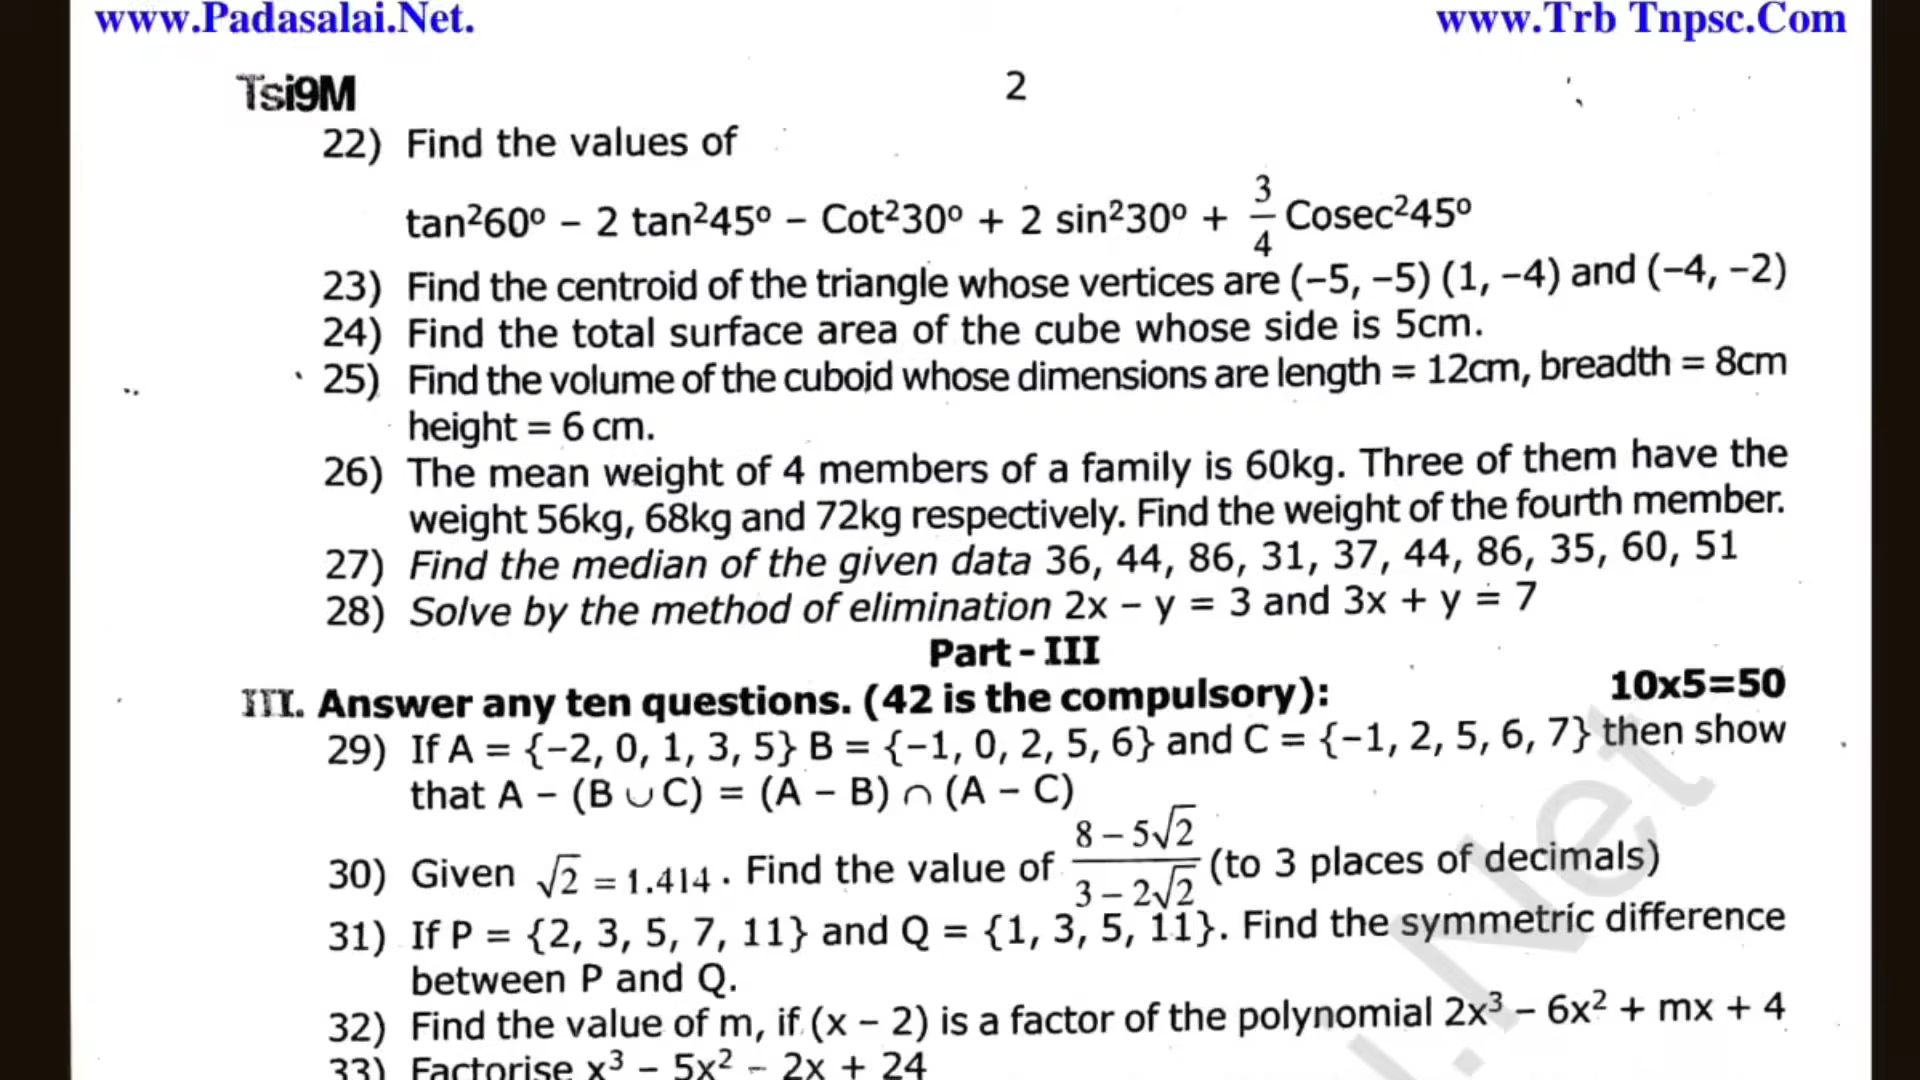 www.Padasalai.Net. www.Trb Tnpsc.Com
Tsi9M 2
22) Find the values of
tan²60º – 2 tan²45º – Cot²30º + 2 sin²30º + 3/4 Cosec²45º
23) Find the centroid of the triangle whose vertices are (–5, –5) (1, –4) and (–4, –2)
24) Find the total surface area of the cube whose side is 5cm.
25) Find the volume of the cuboid whose dimensions are length = 12cm, breadth = 8cm
height = 6 cm.
26) The mean weight of 4 members of a family is 60kg. Three of them have the
weight 56kg, 68kg and 72kg respectively. Find the weight of the fourth member.
27) Find the median of the given data 36, 44, 86, 31, 37, 44, 86, 35, 60, 51
28) Solve by the method of elimination 2x – y = 3 and 3x + y = 7
Part - III
III. Answer any ten questions. (42 is the compulsory): 10x5=50
29) If A = {–2, 0, 1, 3, 5} B = {–1, 0, 2, 5, 6} and C = {–1, 2, 5, 6, 7} then show
that A – (B ∪ C) = (A – B) ∩ (A – C)
30) Given √2 = 1.414. Find the value of (8 – 5√2)/(3 – 2√2) (to 3 places of decimals)
31) If P = {2, 3, 5, 7, 11} and Q = {1, 3, 5, 11}. Find the symmetric difference
between P and Q.
32) Find the value of m, if (x – 2) is a factor of the polynomial 2x³ – 6x² + mx + 4
33) Factorise x³ – 5x² – 2x + 24